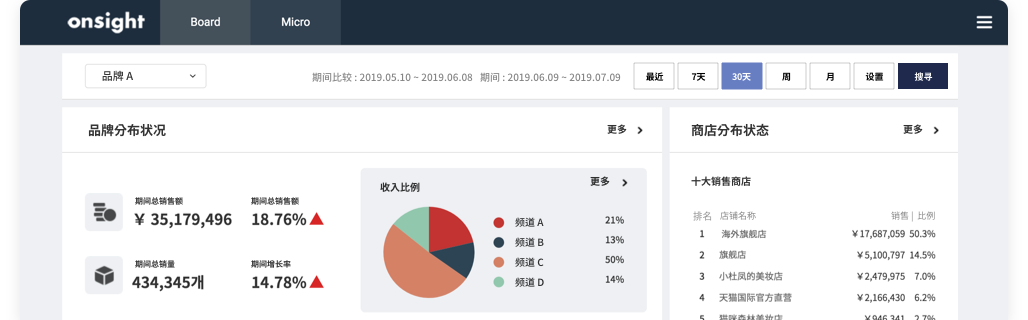 onsight Board Micro
品牌 A 期间比较 : 2019.05.10 ~ 2019.06.08 期间 : 2019.06.09 ~ 2019.07.09 最近 7天 30天 周 月 设置 搜寻
品牌分布状况 更多
商店分布状态 更多
期间总销售额
¥ 35,179,496
期间总销售额
18.76%
期间总销量
434,345개
期间增长率
14.78%
收入比例 更多
频道 A 21%
频道 B 13%
频道 C 50%
频道 D 14%
十大销售商店
排名 店铺名称 销售 | 比例
1 海外旗舰店 ¥17,687,059 50.3%
2 旗舰店 ¥5,100,797 14.5%
3 小杜凤的美妆店 ¥2,479,975 7.0%
4 天猫国际官方直营 ¥2,166,430 6.2%
5 猫咪森林美妆店 ¥946,341 2.7%